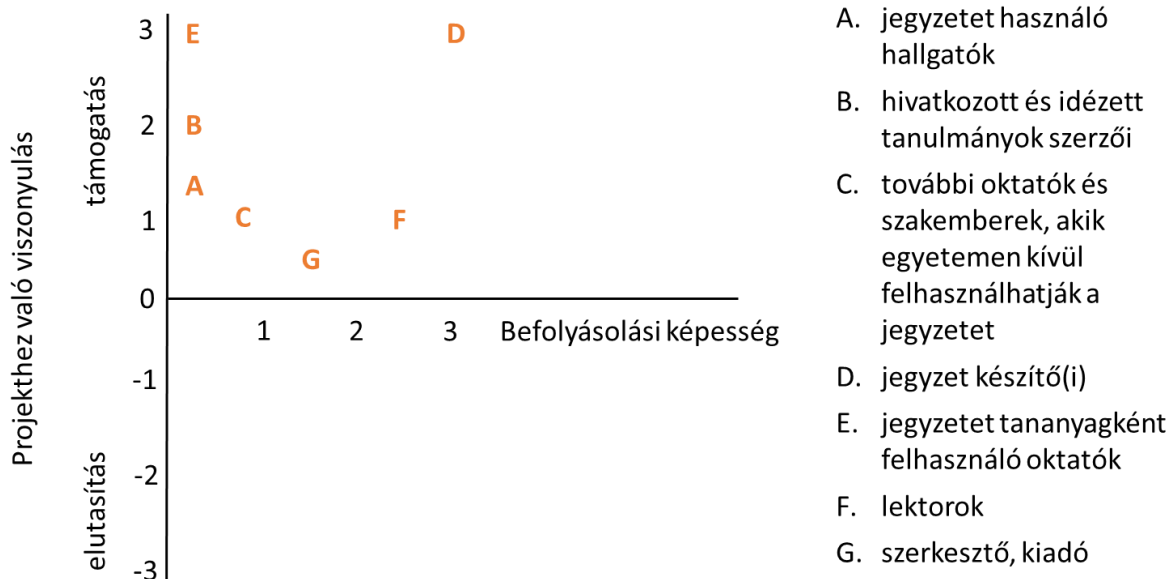 Projekthez való viszonyulás
támogatás
elutasítás
3
2
1
0
-1
-2
-3
E
D
B
A
C
F
G
1 2 3 Befolyásolási képesség
A. jegyzetet használó
hallgatók
B. hivatkozott és idézett
tanulmányok szerzői
C. további oktatók és
szakemberek, akik
egyetemen kívül
felhasználhatják a
jegyzetet
D. jegyzet készítő(i)
E. jegyzetet tananyagként
felhasználó oktatók
F. lektorok
G. szerkesztő, kiadó